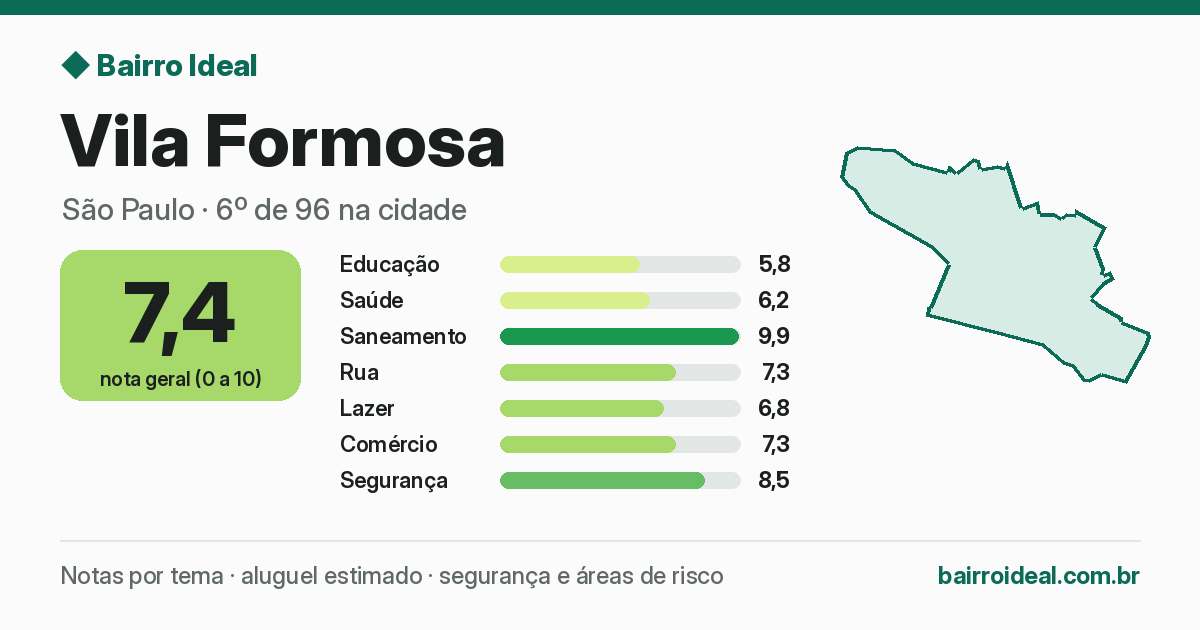 Bairro Ideal
Vila Formosa
São Paulo · 6º de 96 na cidade
7,4
nota geral (0 a 10)
Educação 5,8
Saúde 6,2
Saneamento 9,9
Rua 7,3
Lazer 6,8
Comércio 7,3
Segurança 8,5
Notas por tema · aluguel estimado · segurança e áreas de risco
bairroideal.com.br